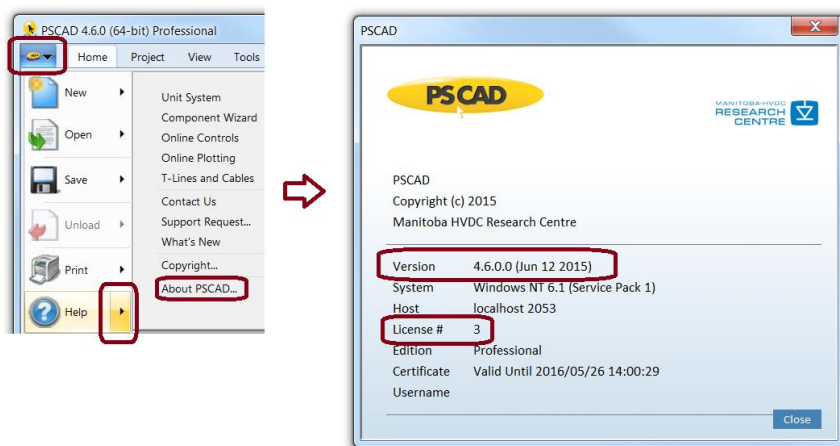 PSCAD 4.6.0 (64-bit) Professional
Home Project View Tools
New
Open
Save
Unload
Print
Help
Unit System
Component Wizard
Online Controls
Online Plotting
T-Lines and Cables
Contact Us
Support Request...
What's New
Copyright...
About PSCAD...
PSCAD
PSCAD
MANITOBA-HVDC
RESEARCH
CENTRE
PSCAD
Copyright (c) 2015
Manitoba HVDC Research Centre
Version 4.6.0.0 (Jun 12 2015)
System Windows NT 6.1 (Service Pack 1)
Host localhost 2053
License # 3
Edition Professional
Certificate Valid Until 2016/05/26 14:00:29
Username
Close